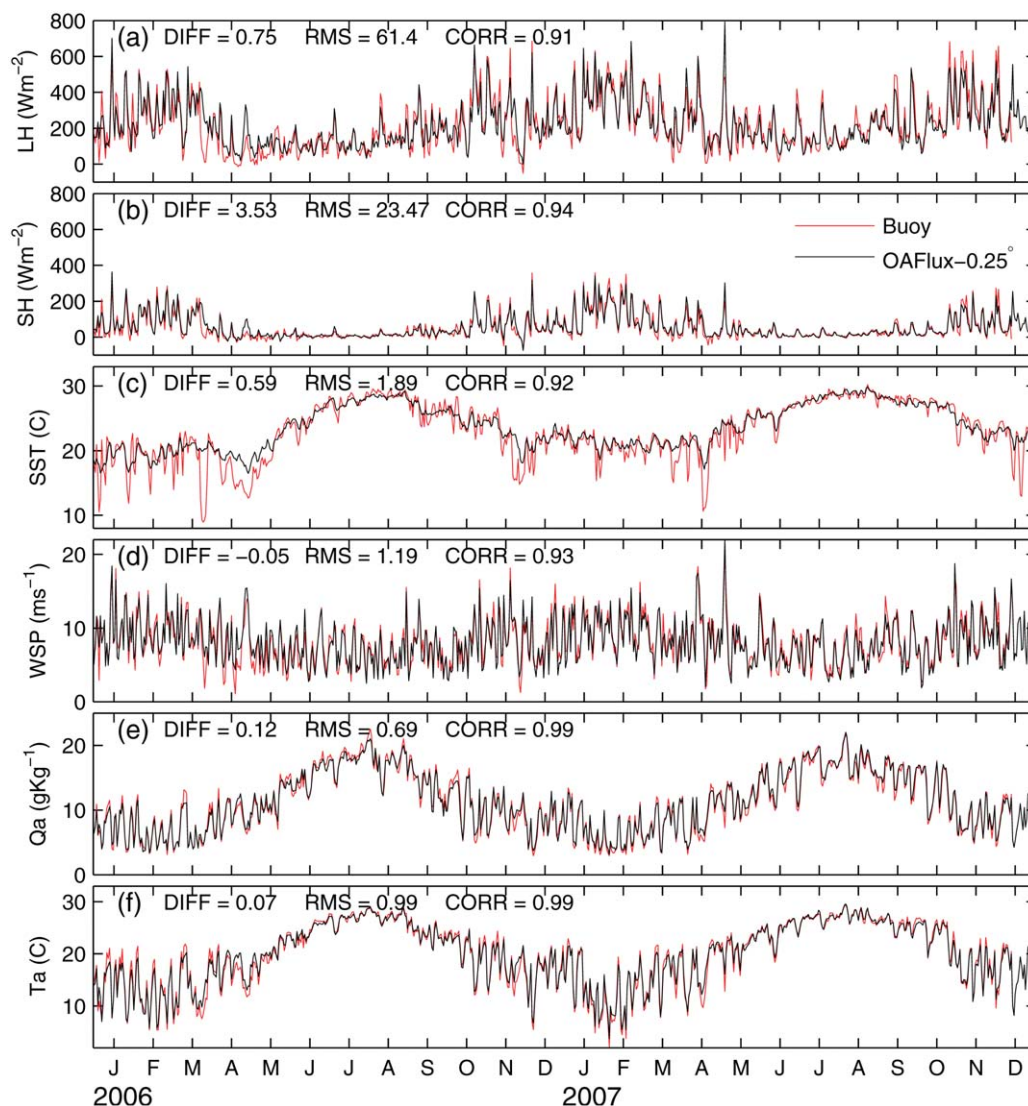 (a) DIFF = 0.75 RMS = 61.4 CORR = 0.91
800
600
400
200
0
LH (Wm−2)
(b) DIFF = 3.53 RMS = 23.47 CORR = 0.94
800
600
400
200
0
SH (Wm−2)
Buoy
OAFlux−0.25°
(c) DIFF = 0.59 RMS = 1.89 CORR = 0.92
30
20
10
SST (C)
(d) DIFF = −0.05 RMS = 1.19 CORR = 0.93
20
10
0
WSP (ms−1)
(e) DIFF = 0.12 RMS = 0.69 CORR = 0.99
20
10
0
Qa (gKg−1)
(f) DIFF = 0.07 RMS = 0.99 CORR = 0.99
30
20
10
Ta (C)
J F M A M J J A S O N D J F M A M J J A S O N D
2006 2007